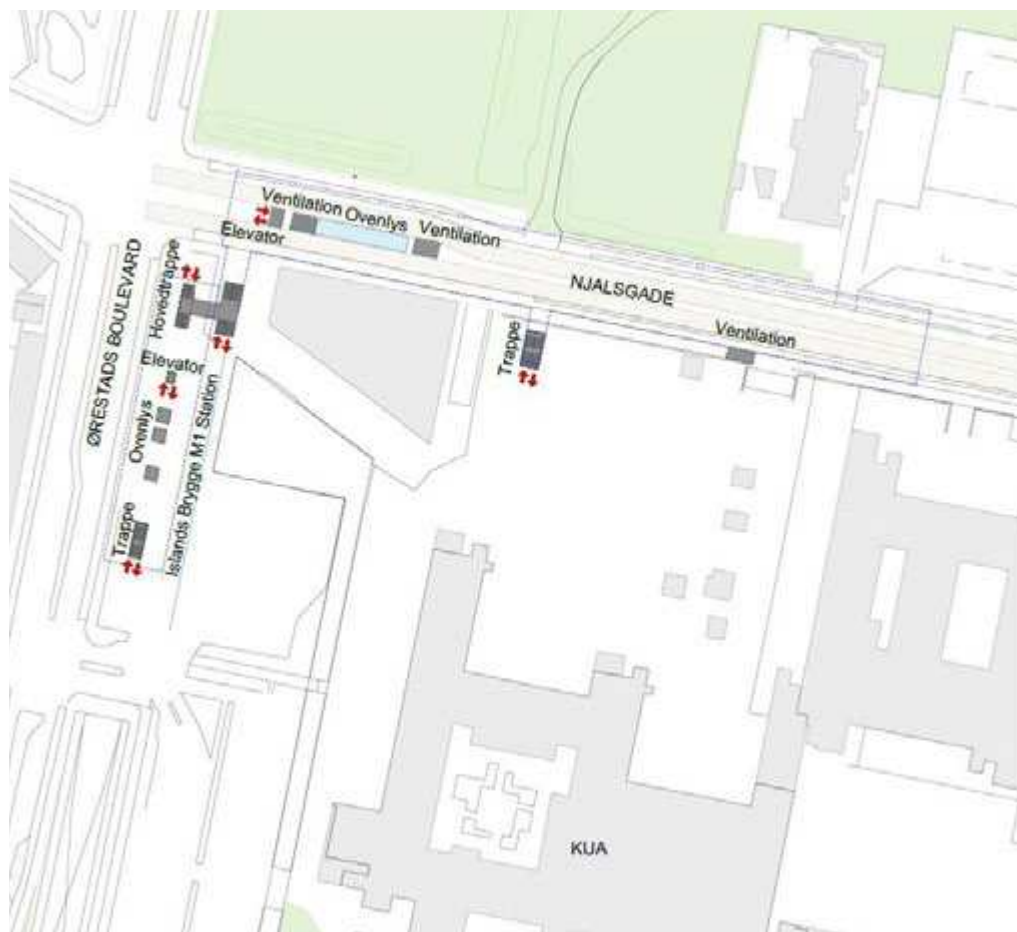 Ventilation
Ovenlys
Ventilation
Elevator
NJALSGADE
Ventilation
Hovedtrappe
ØRESTADS BOULEVARD
Trappe
Elevator
Ovenlys
Islands Brygge M1 Station
Trappe
KUA